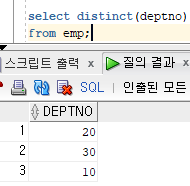 select distinct(deptno)
from emp;
스크립트 출력 × 질의 결과 ×
SQL | 인출된 모든
DEPTNO
1 20
2 30
3 10